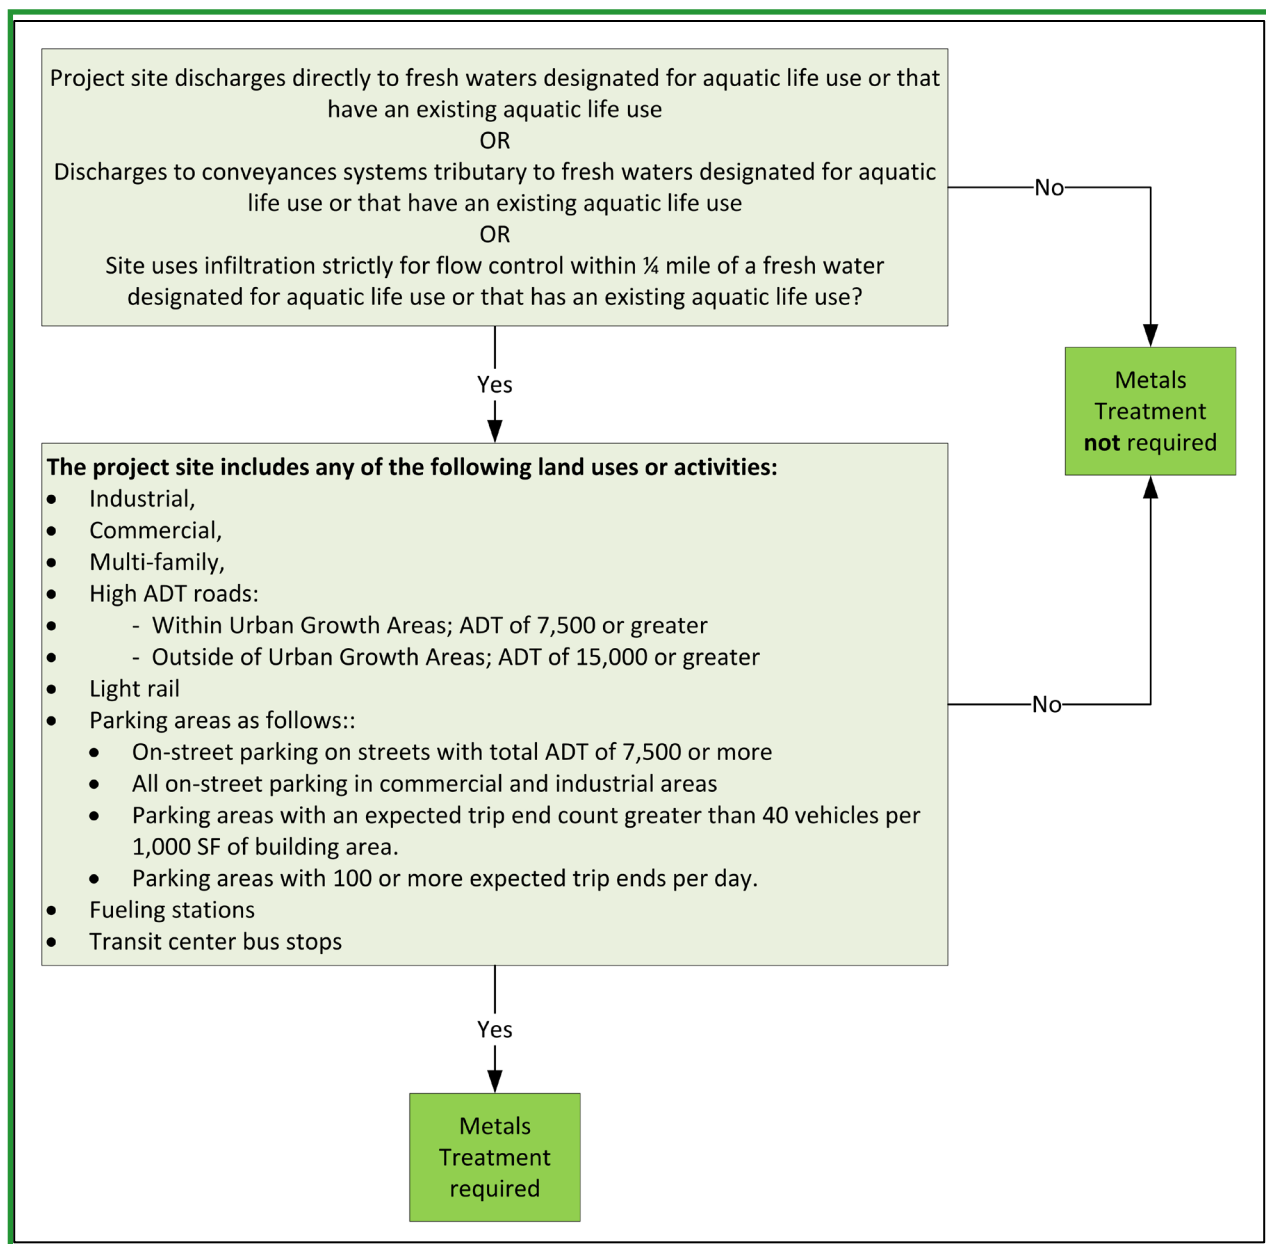 Project site discharges directly to fresh waters designated for aquatic life use or that
have an existing aquatic life use
OR
Discharges to conveyances systems tributary to fresh waters designated for aquatic
life use or that have an existing aquatic life use
OR
Site uses infiltration strictly for flow control within ¼ mile of a fresh water
designated for aquatic life use or that has an existing aquatic life use?
No
Yes
Metals
Treatment
not required
The project site includes any of the following land uses or activities:
• Industrial,
• Commercial,
• Multi-family,
• High ADT roads:
• - Within Urban Growth Areas; ADT of 7,500 or greater
• - Outside of Urban Growth Areas; ADT of 15,000 or greater
• Light rail
• Parking areas as follows::
• On-street parking on streets with total ADT of 7,500 or more
• All on-street parking in commercial and industrial areas
• Parking areas with an expected trip end count greater than 40 vehicles per
1,000 SF of building area.
• Parking areas with 100 or more expected trip ends per day.
• Fueling stations
• Transit center bus stops
No
Yes
Metals
Treatment
required